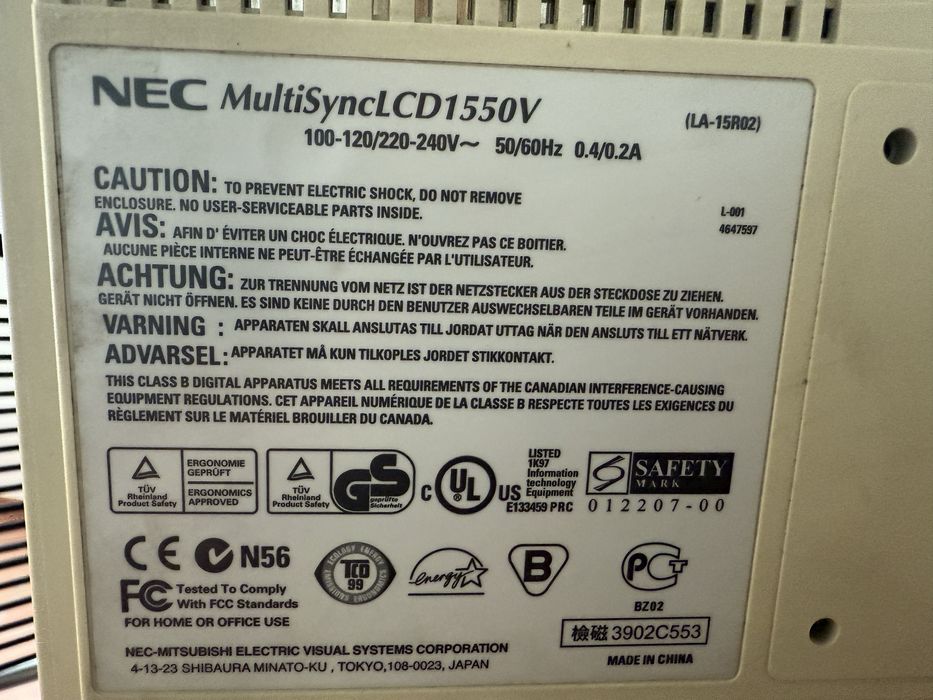 NEC MultiSyncLCD1550V
(LA-15R02)
100-120/220-240V~ 50/60Hz 0.4/0.2A
CAUTION: TO PREVENT ELECTRIC SHOCK, DO NOT REMOVE
ENCLOSURE. NO USER-SERVICEABLE PARTS INSIDE.
L-001
4647597
AVIS: AFIN D' ÉVITER UN CHOC ÉLECTRIQUE. N'OUVREZ PAS CE BOITIER.
AUCUNE PIÈCE INTERNE NE PEUT-ÊTRE ÉCHANGÉE PAR L'UTILISATEUR.
ACHTUNG: ZUR TRENNUNG VOM NETZ IST DER NETZSTECKER AUS DER STECKDOSE ZU ZIEHEN.
GERÄT NICHT ÖFFNEN. ES SIND KEINE DURCH DEN BENUTZER AUSWECHSELBAREN TEILE IM GERÄT VORHANDEN.
VARNING : APPARATEN SKALL ANSLUTAS TILL JORDAT UTTAG NÄR DEN ANSLUTS TILL ETT NÄTVERK.
ADVARSEL: APPARATET MÅ KUN TILKOPLES JORDET STIKKONTAKT.
THIS CLASS B DIGITAL APPARATUS MEETS ALL REQUIREMENTS OF THE CANADIAN INTERFERENCE-CAUSING
EQUIPMENT REGULATIONS. CET APPAREIL NUMÉRIQUE DE LA CLASSE B RESPECTE TOUTES LES EXIGENCES DU
RÈGLEMENT SUR LE MATÉRIEL BROUILLER DU CANADA.
TÜV
Rheinland
Product Safety
ERGONOMIE
GEPRÜFT
ERGONOMICS
APPROVED
TÜV
Rheinland
Product Safety
GS
geprüfte
Sicherheit
C UL US
LISTED
1K97
Information
technology
Equipment
E133459 PRC
S SAFETY
MARK
012207-00
CE N56
ECOLOGY ENERGY
EMISSIONS ERGONOMICS
TCO
99
energy
B
PCT
BZ02
FC Tested To Comply
With FCC Standards
FOR HOME OR OFFICE USE
檢磁 3902C553
NEC-MITSUBISHI ELECTRIC VISUAL SYSTEMS CORPORATION
4-13-23 SHIBAURA MINATO-KU , TOKYO,108-0023, JAPAN
MADE IN CHINA